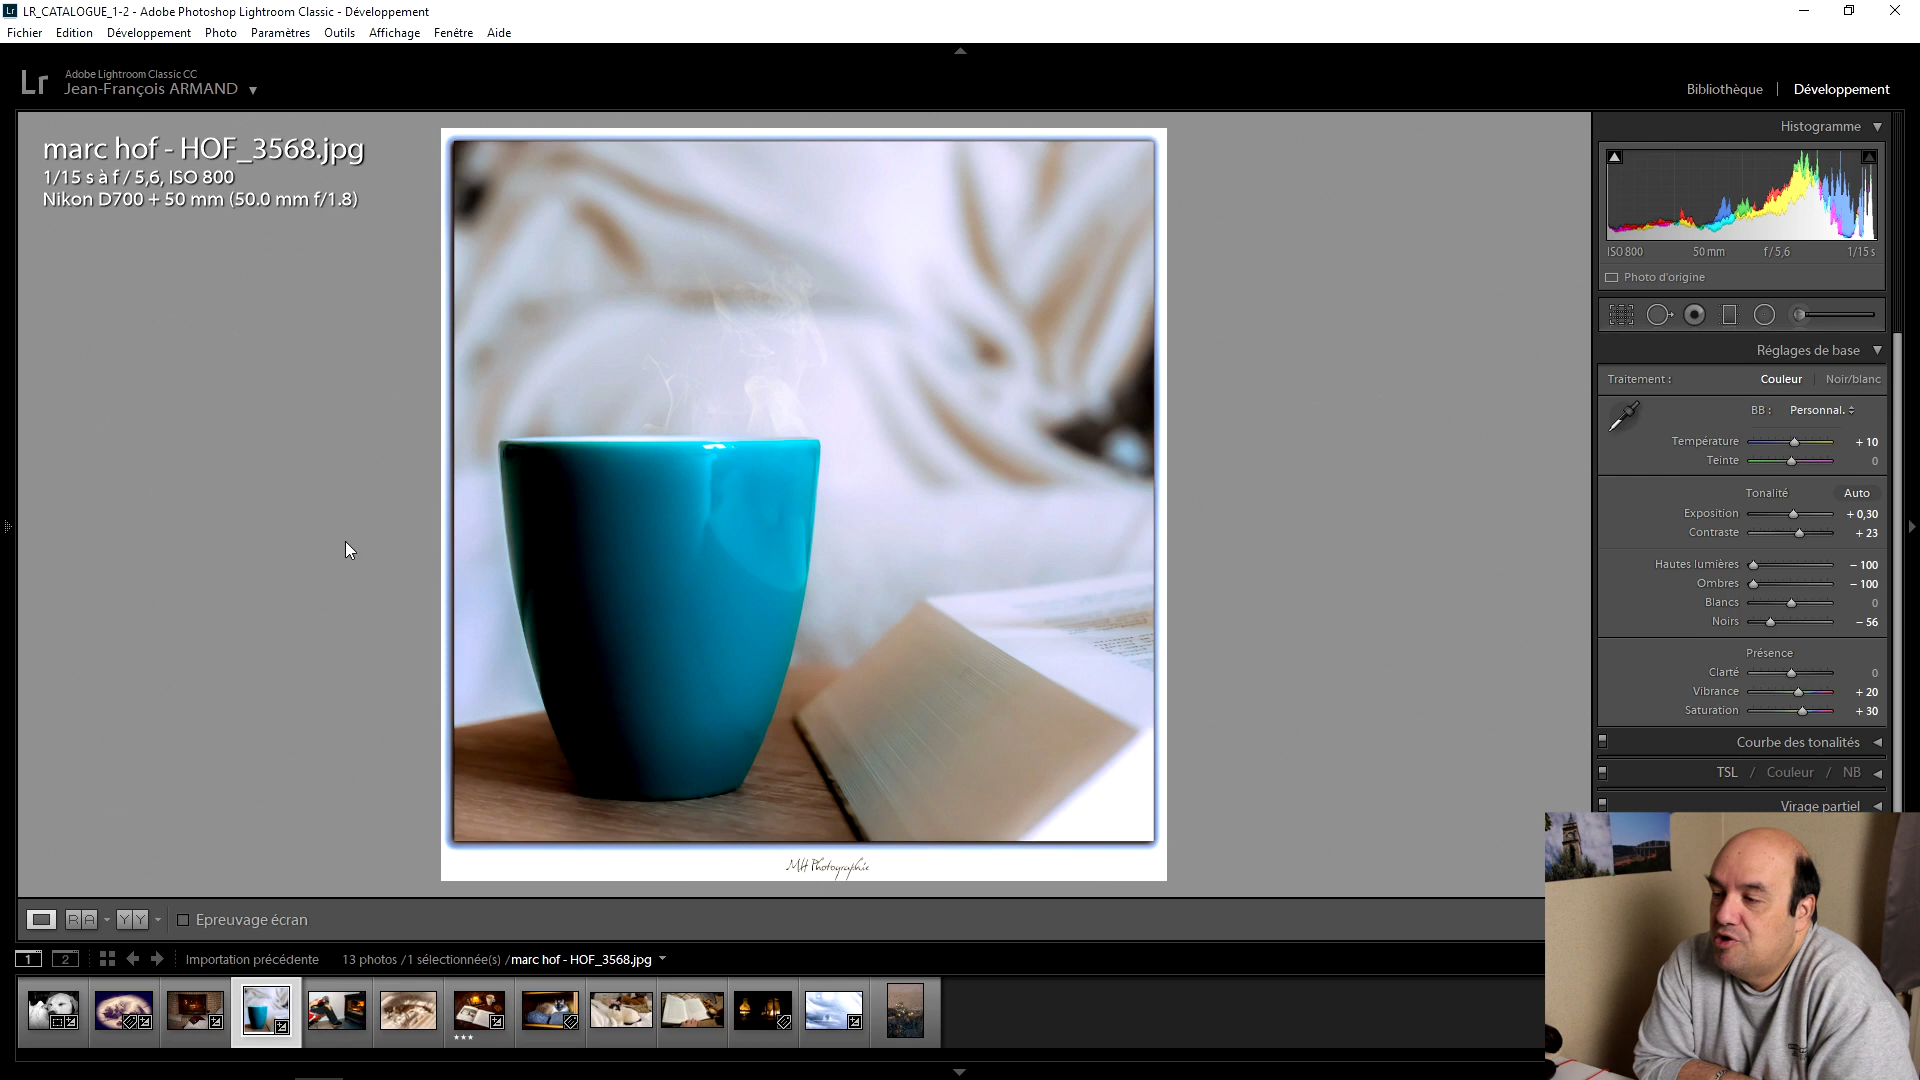 LR_CATALOGUE_1-2 - Adobe Photoshop Lightroom Classic - Développement
Fichier Edition Développement Photo Paramètres Outils Affichage Fenêtre Aide
Lr
Adobe Lightroom Classic CC
Jean-François ARMAND
Bibliothèque | Développement
marc hof - HOF_3568.jpg
1/15 s à f / 5,6, ISO 800
Nikon D700 + 50 mm (50.0 mm f/1.8)
MH Photographie
Histogramme
ISO 800 50 mm f / 5,6 1/15 s
Photo d'origine
Réglages de base
Traitement : Couleur | Noir/blanc
BB : Personnal.
Température + 10
Teinte 0
Tonalité Auto
Exposition + 0,30
Contraste + 23
Hautes lumières - 100
Ombres - 100
Blancs 0
Noirs - 56
Présence
Clarté 0
Vibrance + 20
Saturation + 30
Courbe des tonalités
TSL / Couleur / NB
Virage partiel
R A Y Y Epreuvage écran
1 2 Importation précédente 13 photos /1 sélectionnée(s) /marc hof - HOF_3568.jpg